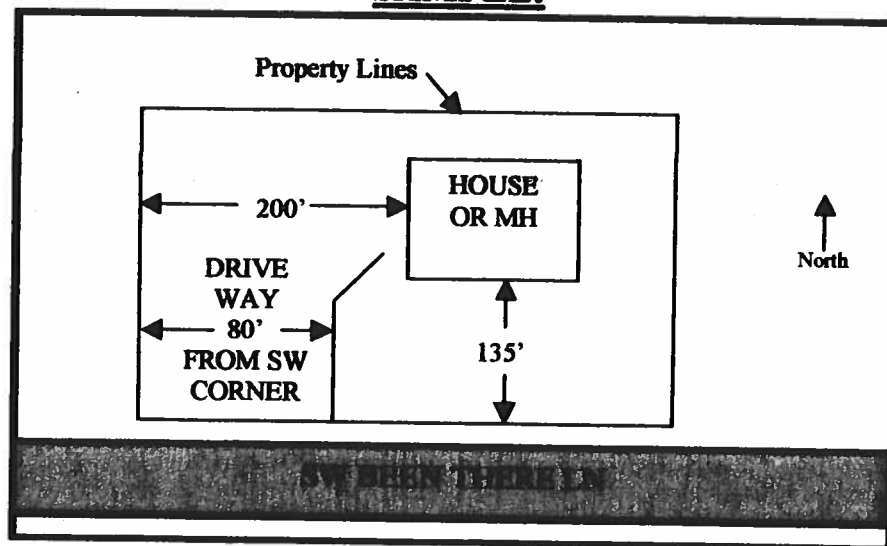 Property Lines
HOUSE
OR MH
200'
North
DRIVE
WAY
80'
FROM SW
CORNER
135'
SW BEEN THERE LN